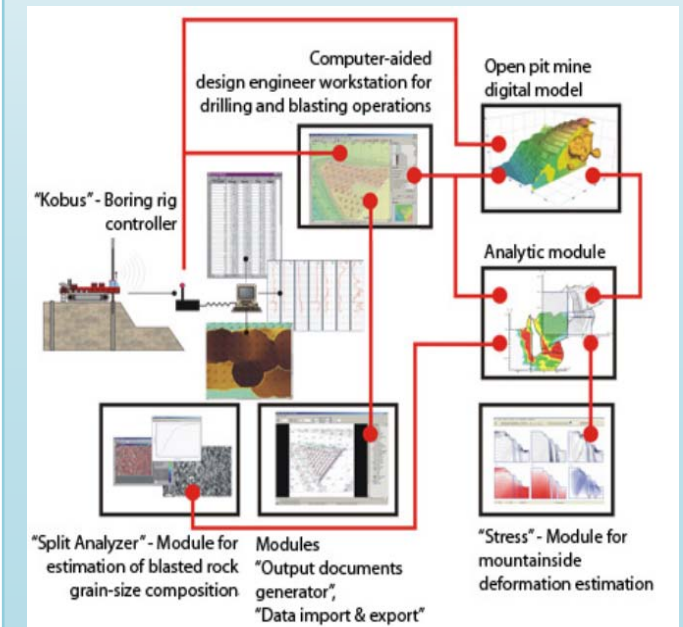 Computer-aided
design engineer workstation for
drilling and blasting operations
Open pit mine
digital model
"Kobus" - Boring rig
controller
Analytic module
"Split Analyzer" - Module for
estimation of blasted rock
grain-size composition
Modules
"Output documents
generator",
"Data import & export"
"Stress" - Module for
mountainside
deformation estimation